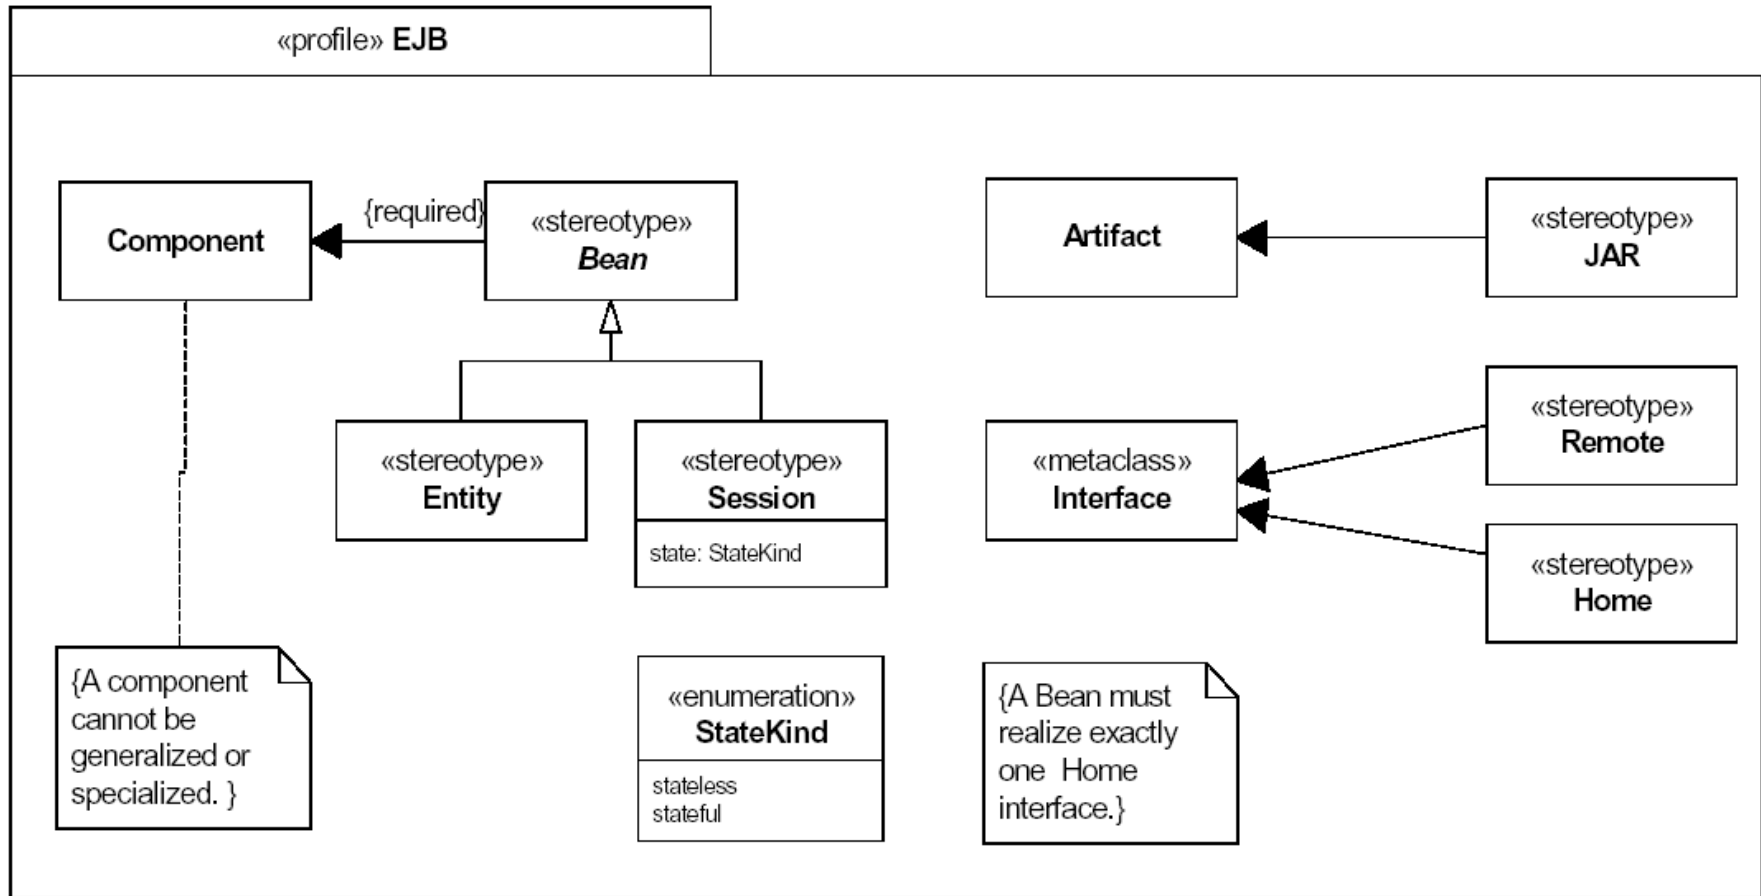 «profile» EJB
Component
{required}
«stereotype»
Bean
Artifact
«stereotype»
JAR
«stereotype»
Entity
«stereotype»
Session
state: StateKind
«metaclass»
Interface
«stereotype»
Remote
«stereotype»
Home
{A component
cannot be
generalized or
specialized. }
«enumeration»
StateKind
stateless
stateful
{A Bean must
realize exactly
one  Home
interface.}